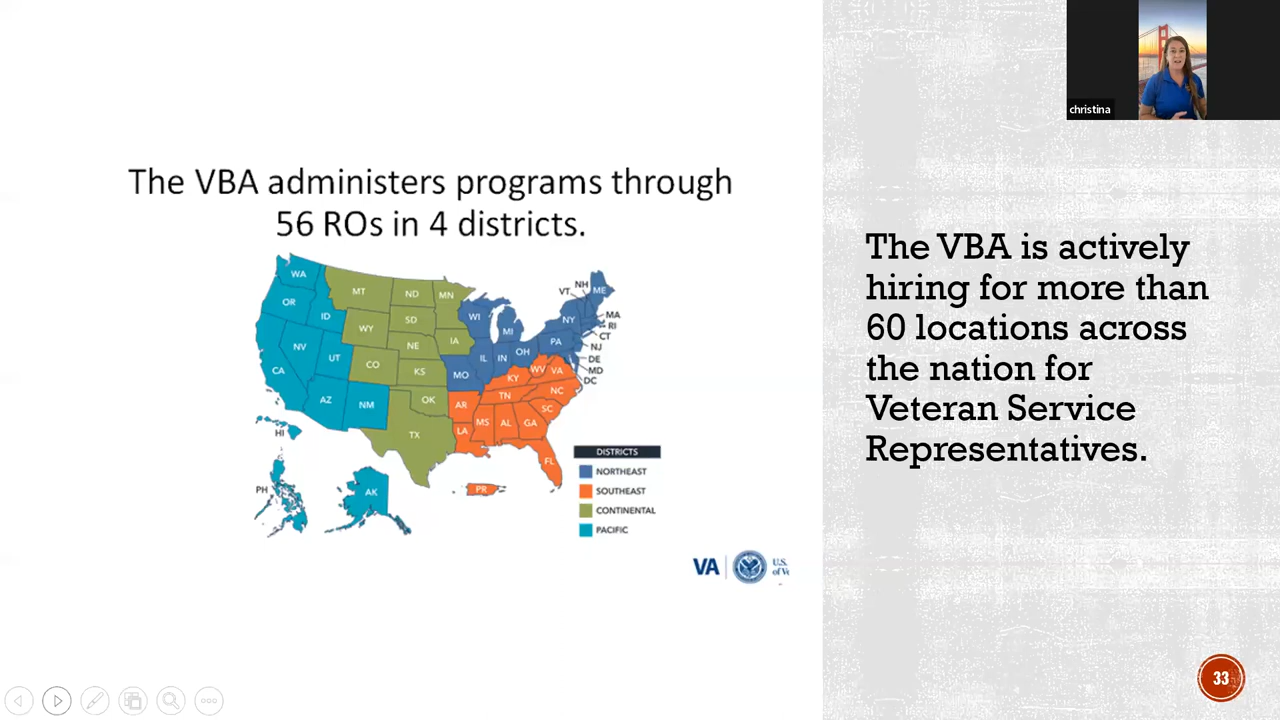 christina
The VBA administers programs through
56 ROs in 4 districts.
WA
OR
ID
NV
UT
CA
AZ
NM
HI
PH
AK
MT
ND
MN
SD
WY
NE
IA
CO
KS
OK
TX
WI
MI
IL
IN
OH
MO
PA
NY
VT
NH
ME
MA
RI
CT
NJ
DE
MD
DC
KY
WV
VA
TN
NC
AR
SC
MS
AL
GA
LA
FL
PR
DISTRICTS
NORTHEAST
SOUTHEAST
CONTINENTAL
PACIFIC
VA
U.S.
The VBA is actively
hiring for more than
60 locations across
the nation for
Veteran Service
Representatives.
33